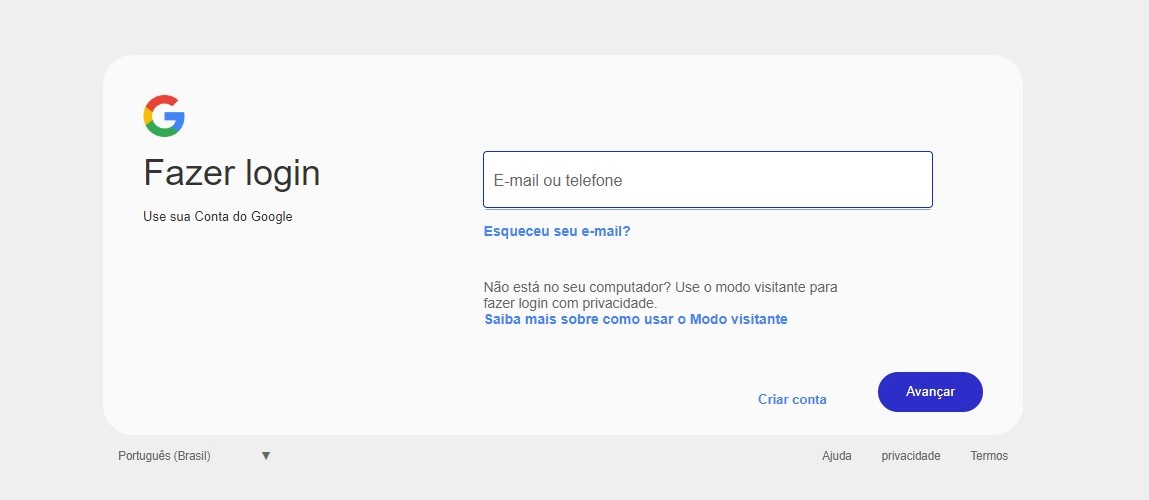 Fazer login
Use sua Conta do Google
E-mail ou telefone
Esqueceu seu e-mail?
Não está no seu computador? Use o modo visitante para
fazer login com privacidade.
Saiba mais sobre como usar o Modo visitante
Criar conta
Avançar
Português (Brasil)
Ajuda
privacidade
Termos